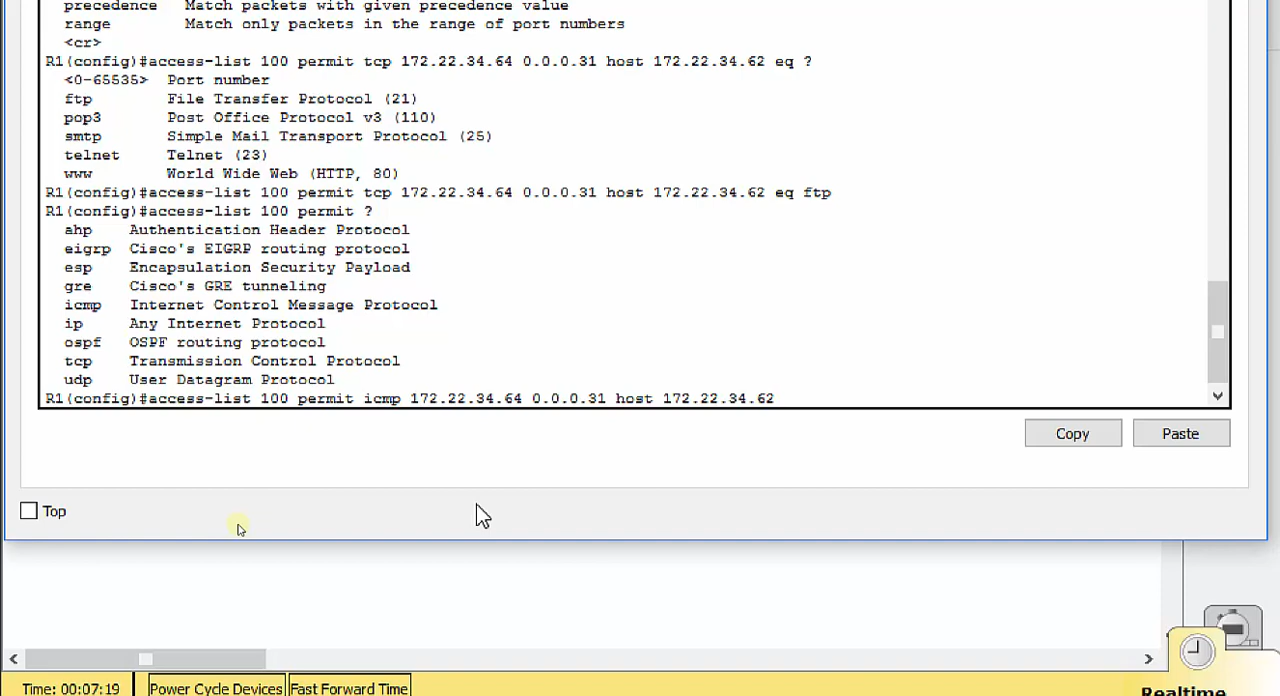 precedence   Match packets with given precedence value
range        Match only packets in the range of port numbers
<cr>
R1(config)#access-list 100 permit tcp 172.22.34.64 0.0.0.31 host 172.22.34.62 eq ?
<0-65535>  Port number
ftp        File Transfer Protocol (21)
pop3       Post Office Protocol v3 (110)
smtp       Simple Mail Transport Protocol (25)
telnet     Telnet (23)
www        World Wide Web (HTTP, 80)
R1(config)#access-list 100 permit tcp 172.22.34.64 0.0.0.31 host 172.22.34.62 eq ftp
R1(config)#access-list 100 permit ?
ahp    Authentication Header Protocol
eigrp  Cisco's EIGRP routing protocol
esp    Encapsulation Security Payload
gre    Cisco's GRE tunneling
icmp   Internet Control Message Protocol
ip     Any Internet Protocol
ospf   OSPF routing protocol
tcp    Transmission Control Protocol
udp    User Datagram Protocol
R1(config)#access-list 100 permit icmp 172.22.34.64 0.0.0.31 host 172.22.34.62
Copy
Paste
Top
Time: 00:07:19
Power Cycle Devices
Fast Forward Time
Realtime